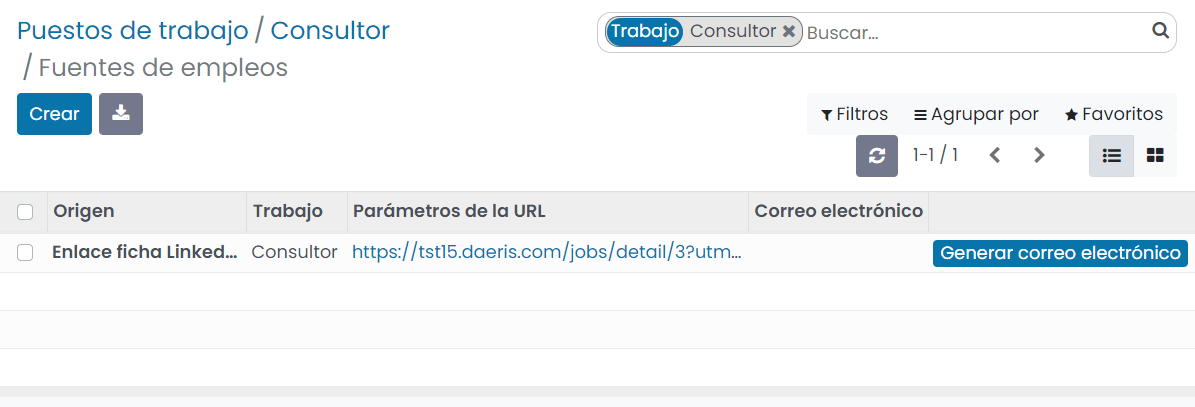 Puestos de trabajo / Consultor
/ Fuentes de empleos
Trabajo Consultor Buscar...
Crear
Filtros Agrupar por Favoritos
1-1 / 1
Origen Trabajo Parámetros de la URL Correo electrónico
Enlace ficha Linked... Consultor https://tst15.daeris.com/jobs/detail/3?utm... Generar correo electrónico